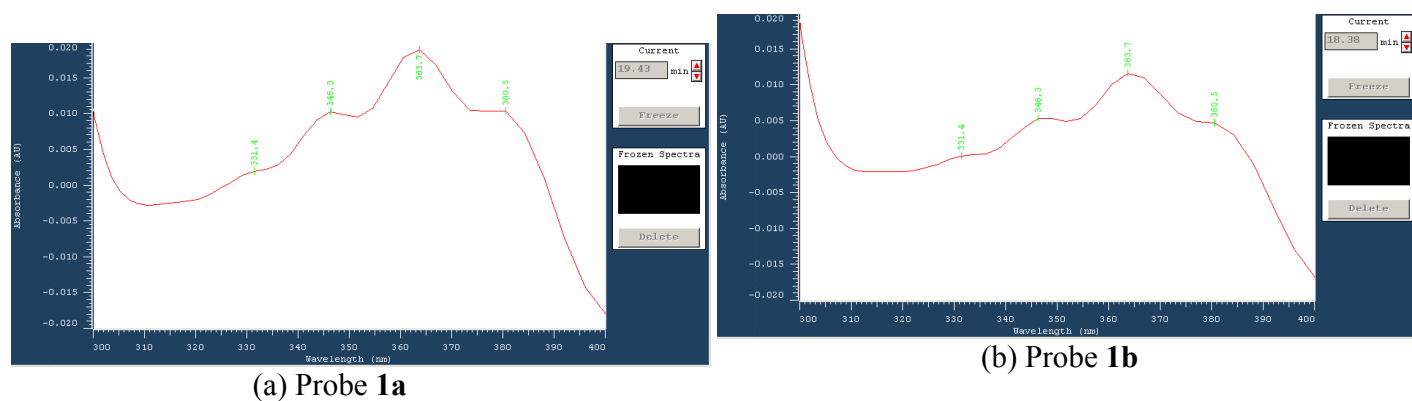 0.020
0.015
0.010
0.005
0.000
-0.005
-0.010
-0.015
-0.020
Absorbance (AU)
331.4
346.3
363.7
380.5
300 310 320 330 340 350 360 370 380 390 400
Wavelength (nm)
Current
19.43 min
Freeze
Frozen Spectra
Delete
(a) Probe 1a
0.020
0.015
0.010
0.005
0.000
-0.005
-0.010
-0.015
-0.020
Absorbance (AU)
331.4
346.3
363.7
380.5
300 310 320 330 340 350 360 370 380 390 400
Wavelength (nm)
Current
18.38 min
Freeze
Frozen Spectra
Delete
(b) Probe 1b